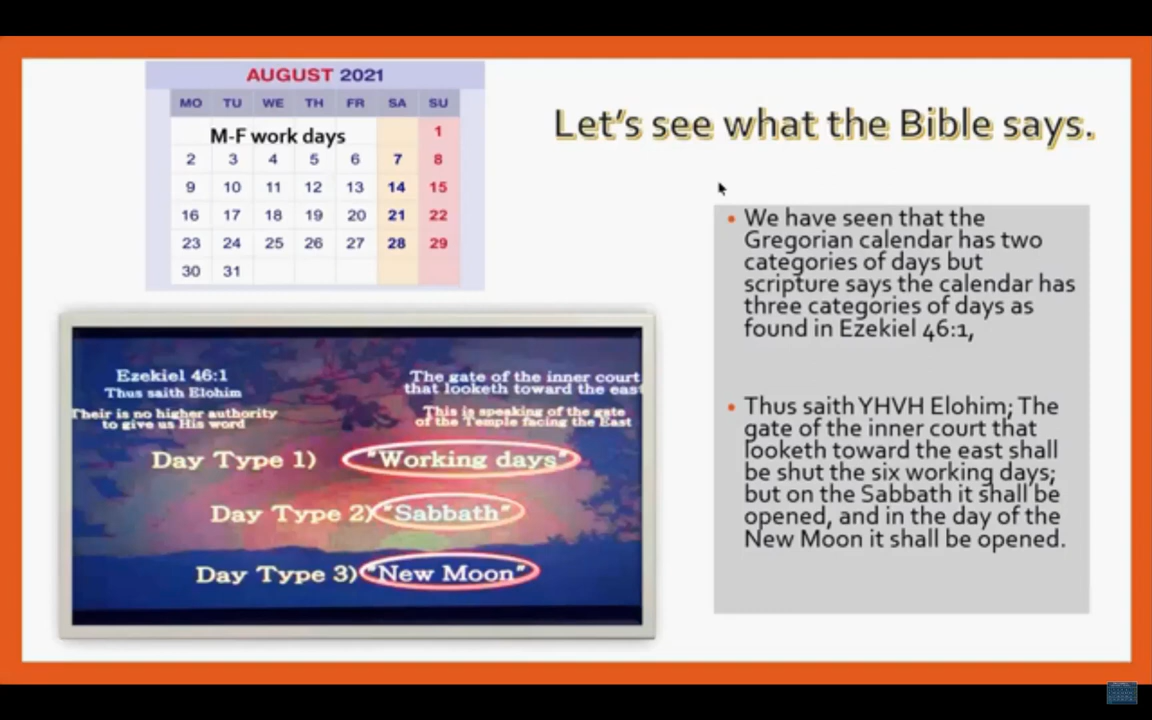 AUGUST 2021
MO TU WE TH FR SA SU
M-F work days
1
2 3 4 5 6 7 8
9 10 11 12 13 14 15
16 17 18 19 20 21 22
23 24 25 26 27 28 29
30 31
Let's see what the Bible says.
• We have seen that the
Gregorian calendar has two
categories of days but
scripture says the calendar has
three categories of days as
found in Ezekiel 46:1,
• Thus saith YHVH Elohim; The
gate of the inner court that
looketh toward the east shall
be shut the six working days;
but on the Sabbath it shall be
opened, and in the day of the
New Moon it shall be opened.
Ezekiel 46:1
Thus saith Elohim
Their is no higher authority
to give us His word
The gate of the inner court
that looketh toward the east
This is speaking of the gate
of the Temple facing the East
Day Type 1) "Working days"
Day Type 2) "Sabbath"
Day Type 3) "New Moon"